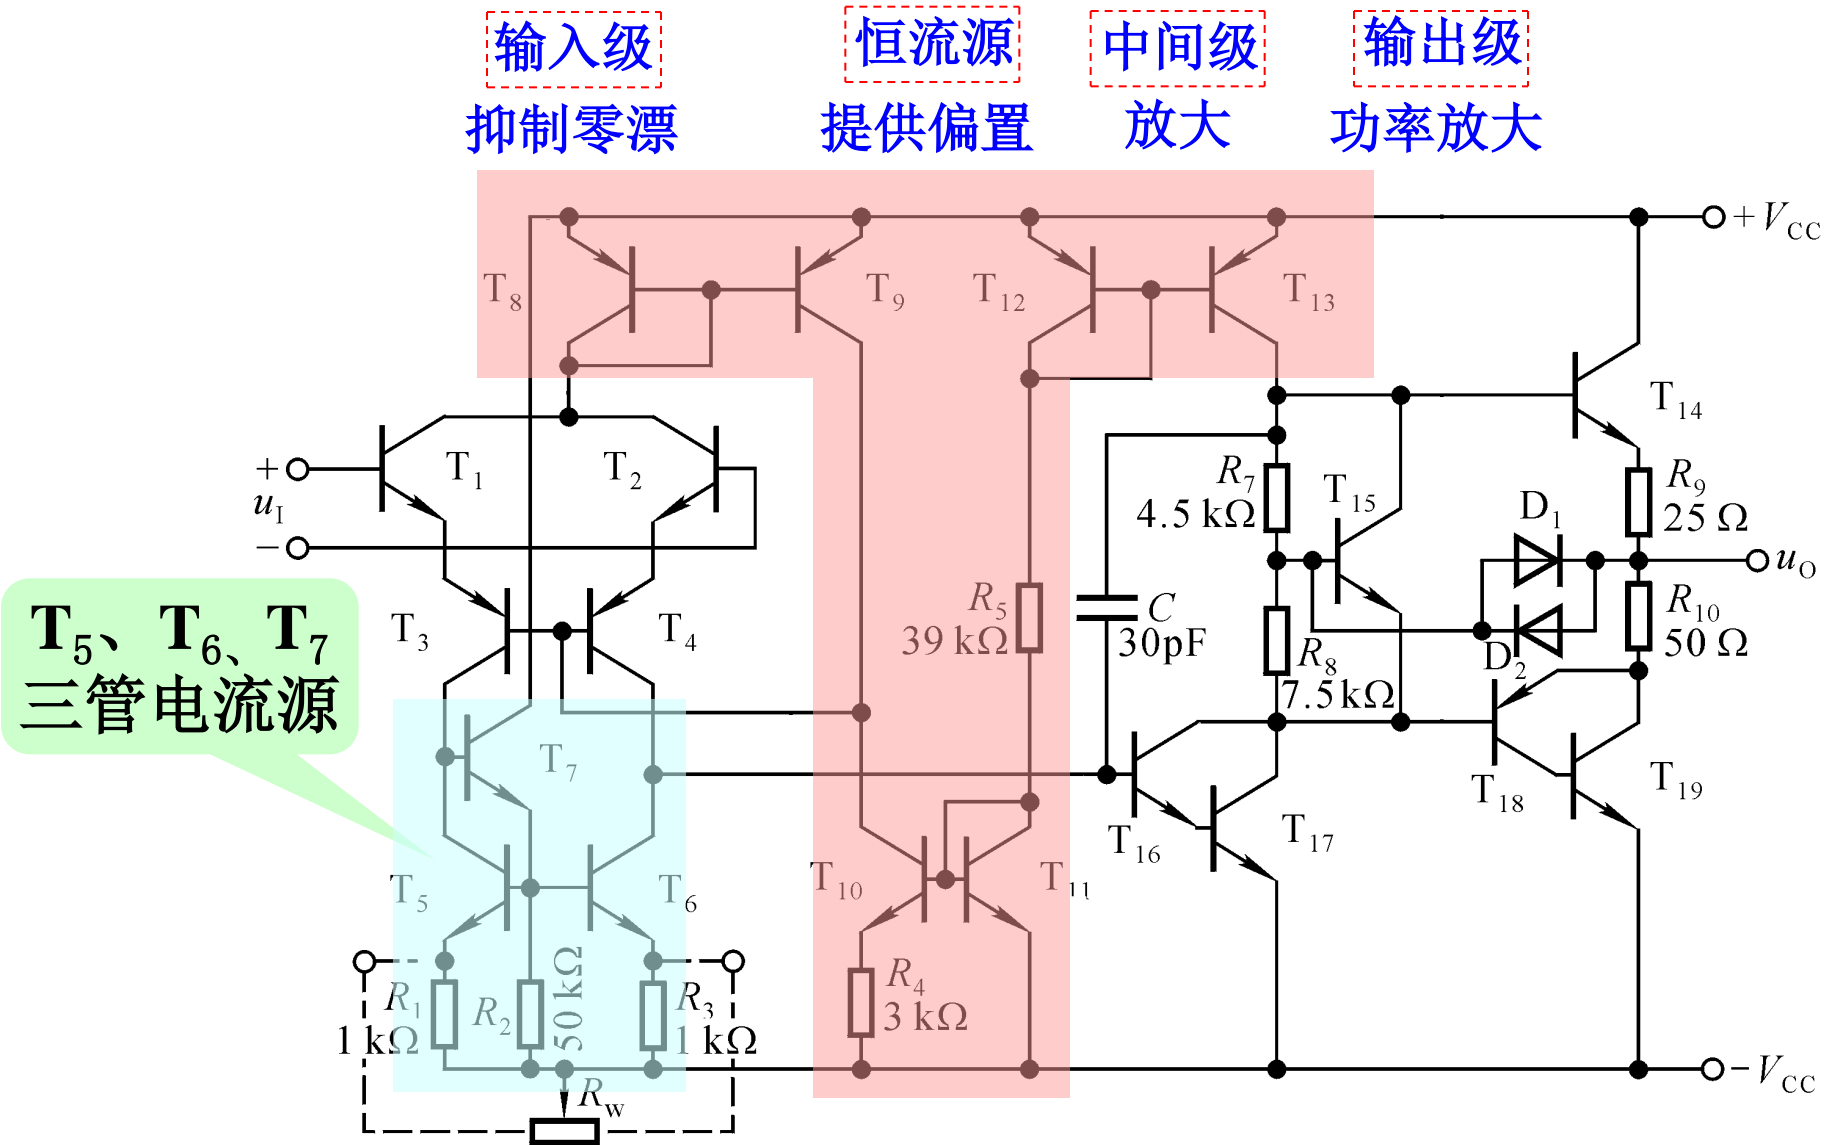 输入级
恒流源
中间级
输出级
抑制零漂
提供偏置
放大
功率放大
+VCC
T8
T9
T12
T13
T14
+
uI
−
T1
T2
R7
4.5 kΩ
T15
D1
R9
25 Ω
uO
T5、T6、T7
三管电流源
T3
T4
R5
39 kΩ
C
30pF
R8
7.5kΩ
D2
R10
50 Ω
T7
T16
T17
T18
T19
T5
T6
T10
T11
R1
1 kΩ
R2
50 kΩ
R3
1 kΩ
R4
3 kΩ
RW
−VCC